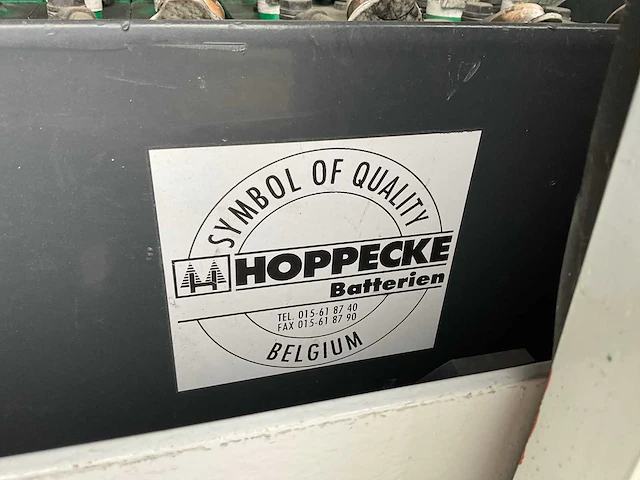 SYMBOL OF QUALITY
H HOPPECKE
Batterien
TEL. 015-61 87 40
FAX 015-61 87 90
BELGIUM